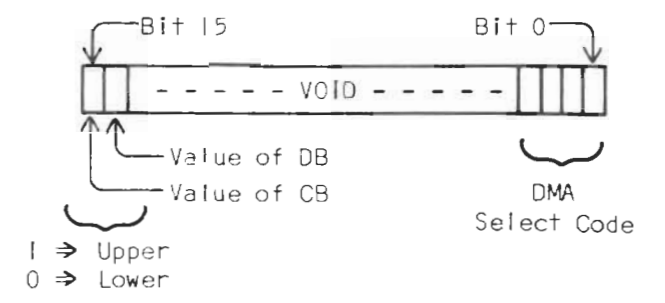 Bit 15 Bit 0
- - - - - VOID - - - - -
Value of DB
Value of CB
DMA
Select Code
1 ⇒ Upper
0 ⇒ Lower